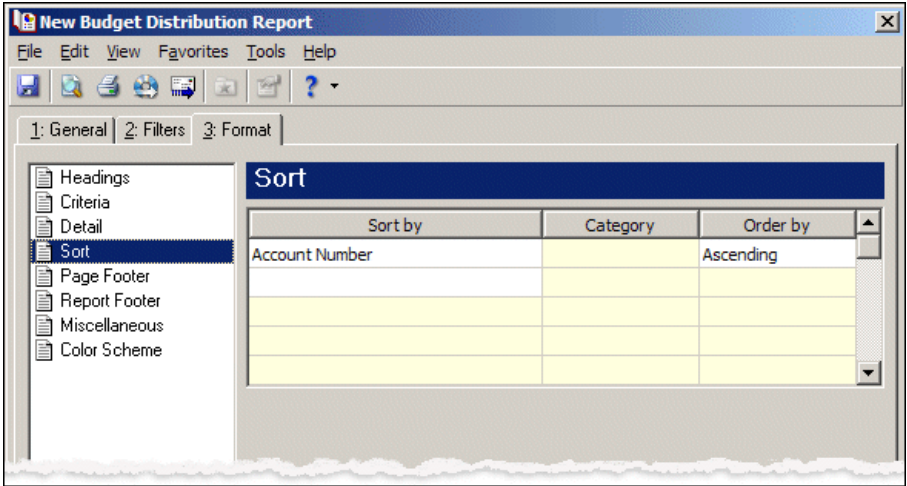 New Budget Distribution Report
File Edit View Favorites Tools Help
?
1: General 2: Filters 3: Format
Headings
Criteria
Detail
Sort
Page Footer
Report Footer
Miscellaneous
Color Scheme
Sort
Sort by Category Order by
Account Number Ascending